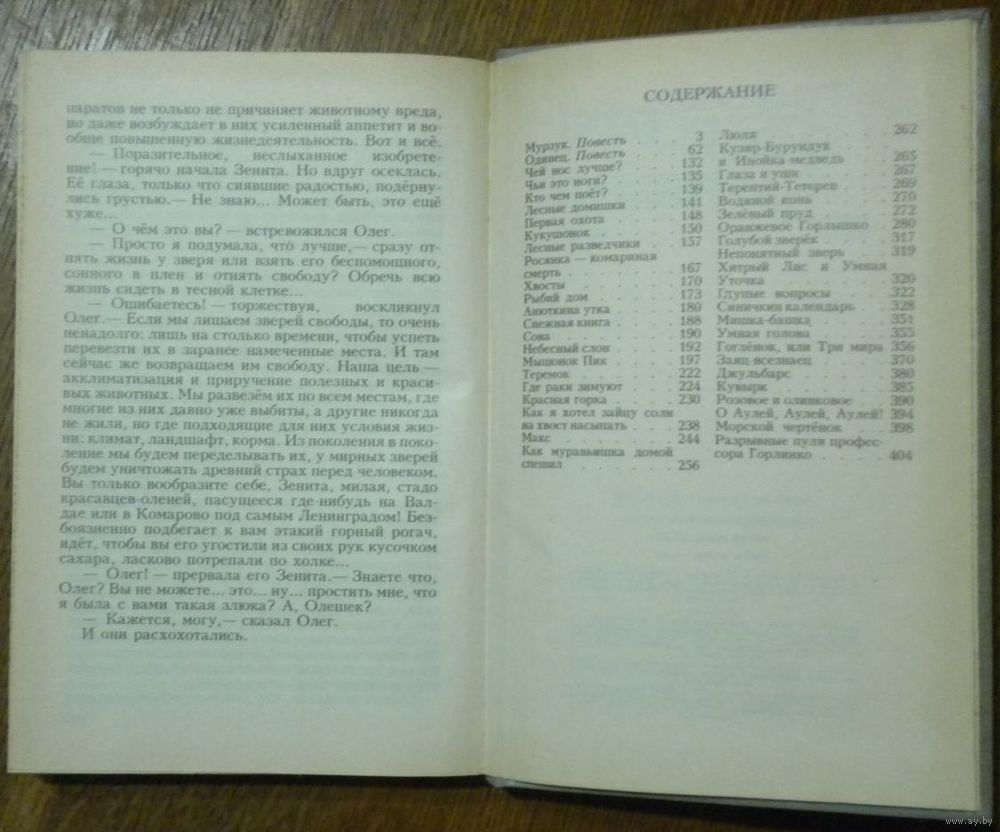 паратов не только не причиняет животному вреда,
но даже возбуждает в них усиленный аппетит и во-
обще повышенную жизнедеятельность. Вот и всё.
— Поразительное, неслыханное изобрете-
ние! — горячо начала Зенита. Но вдруг осеклась.
Её глаза, только что сиявшие радостью, подёрну-
лись грустью.— Не знаю... Может быть, это ещё
хуже...
— О чём это вы? — встревожился Олег.
— Просто я подумала, что лучше,— сразу от-
нять жизнь у зверя или взять его беспомощного,
сонного в плен и отнять свободу? Обречь всю
жизнь сидеть в тесной клетке...
— Ошибаетесь! — торжествуя, воскликнул
Олег.— Если мы лишаем зверей свободы, то очень
ненадолго: лишь на столько времени, чтобы успеть
перевезти их в заранее намеченные места. И там
сейчас же возвращаем им свободу. Наша цель —
акклиматизация и приручение полезных и краси-
вых животных. Мы развезём их по всем местам, где
многие из них давно уже выбиты, а другие никогда
не жили, но где подходящие для них условия жиз-
ни: климат, ландшафт, корма. Из поколения в поко-
ление мы будем переделывать их, у мирных зверей
будем уничтожать древний страх перед человеком.
Вы только вообразите себе, Зенита, милая, стадо
красавцев-оленей, пасущееся где-нибудь на Вал-
дае или в Комарово под самым Ленинградом! Без-
боязненно подбегает к вам этакий горный рогач,
идёт, чтобы вы его угостили из своих рук кусочком
сахара, ласково потрепали по холке...
— Олег! — прервала его Зенита.— Знаете что,
Олег? Вы не можете... это... ну... простить мне, что
я была с вами такая злюка? А, Олешек?
— Кажется, могу,— сказал Олег.
И они расхохотались.
СОДЕРЖАНИЕ
Мурзук. Повесть . . . 3
Одинец. Повесть . . . 62
Чей нос лучше? . . . 132
Чьи это ноги? . . . 135
Кто чем поёт? . . . 139
Лесные домишки . . . 141
Первая охота . . . 148
Кукушонок . . . 150
Лесные разведчики . . . 157
Росянка — комариная
смерть . . . 167
Хвосты . . . 170
Рыбий дом . . . 173
Анюткина утка . . . 180
Снежная книга . . . 188
Сова . . . 190
Небесный слон . . . 192
Мышонок Пик . . . 197
Теремок . . . 222
Где раки зимуют . . . 224
Красная горка . . . 230
Как я хотел зайцу соли
на хвост насыпать . . . 238
Макс . . . 244
Как муравьишка домой
спешил . . . 256
Люля . . . 262
Кузяр-Бурундук
и Инойка-медведь . . . 265
Глаза и уши . . . 267
Терентий-Тетерев . . . 269
Водяной конь . . . 270
Зелёный пруд . . . 272
Оранжевое Горлышко . . . 280
Голубой зверёк . . . 317
Непонятный зверь . . . 319
Хитрый Лис и Умная
Уточка . . . 320
Глупые вопросы . . . 322
Синичкин календарь . . . 328
Мишка-башка . . . 351
Умная голова . . . 355
Гоглёнок, или Три мира 356
Заяц-всезнаец . . . 370
Джульбарс . . . 380
Кувырк . . . 385
Розовое и оливковое . . . 390
О Аулей, Аулей, Аулей! 394
Морской чертёнок . . . 398
Разрывные пули профес-
сора Горлинко . . . 404
www.ay.by